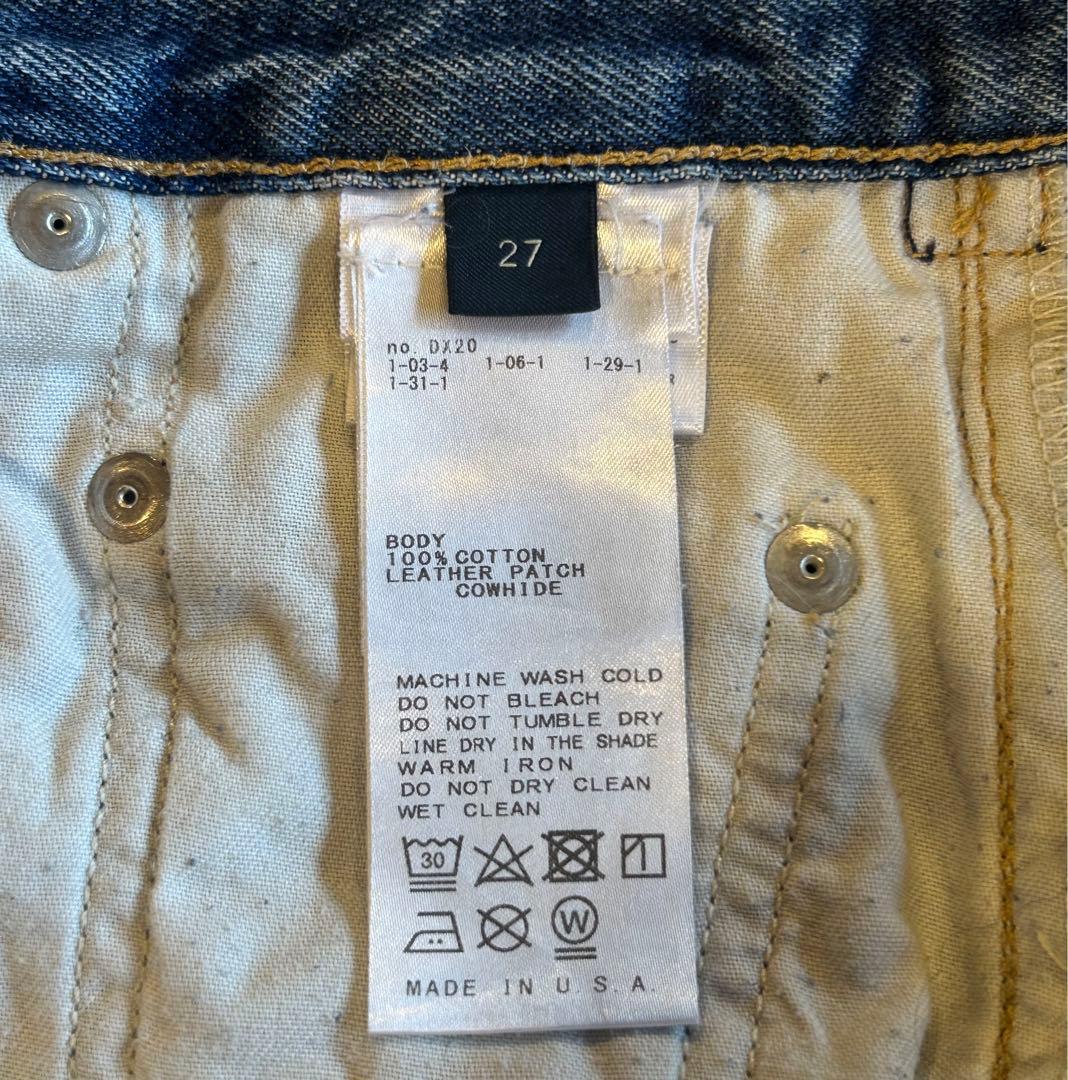 27
no. DX20
1-03-4 1-06-1 1-29-1
1-31-1
R
BODY
100% COTTON
LEATHER PATCH
COWHIDE
MACHINE WASH COLD
DO NOT BLEACH
DO NOT TUMBLE DRY
LINE DRY IN THE SHADE
WARM IRON
DO NOT DRY CLEAN
WET CLEAN
30
W
MADE IN U.S.A.